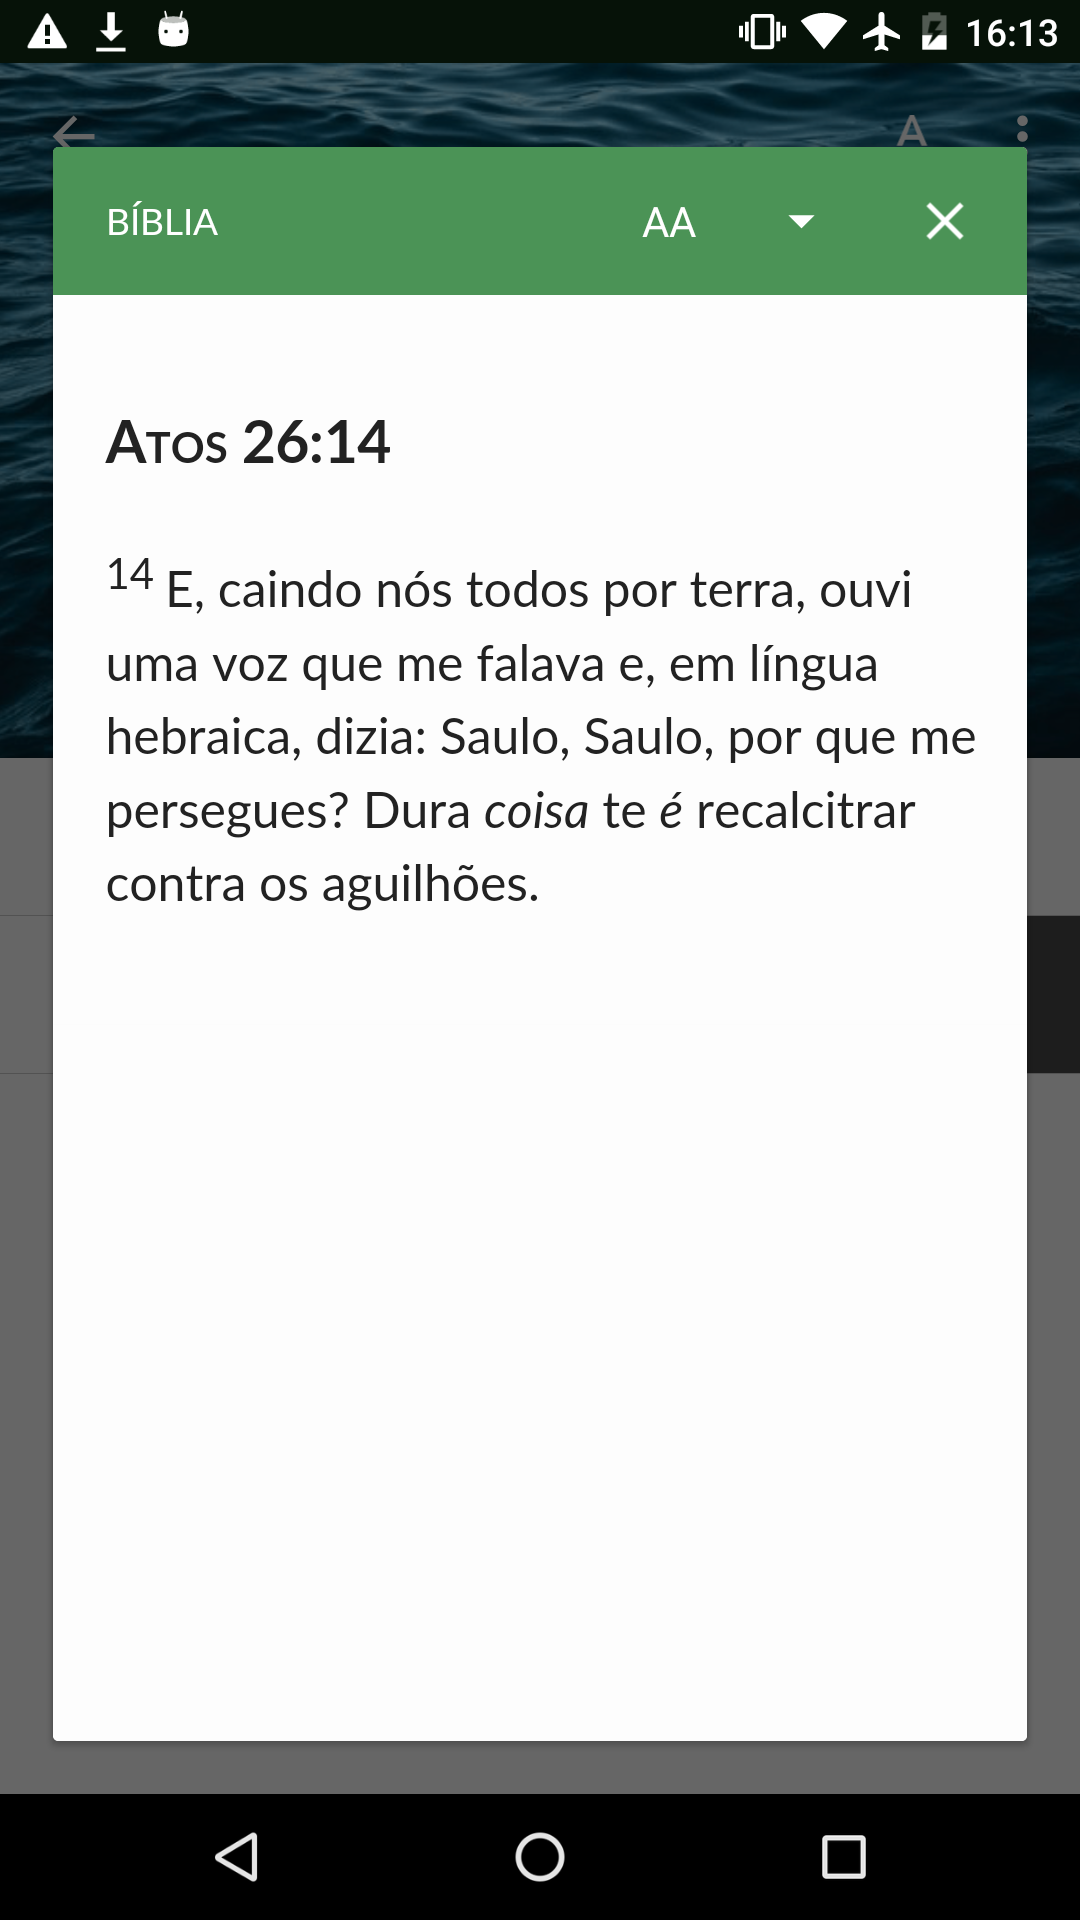 16:13
A
BÍBLIA AA
Atos 26:14
14 E, caindo nós todos por terra, ouvi
uma voz que me falava e, em língua
hebraica, dizia: Saulo, Saulo, por que me
persegues? Dura coisa te é recalcitrar
contra os aguilhões.